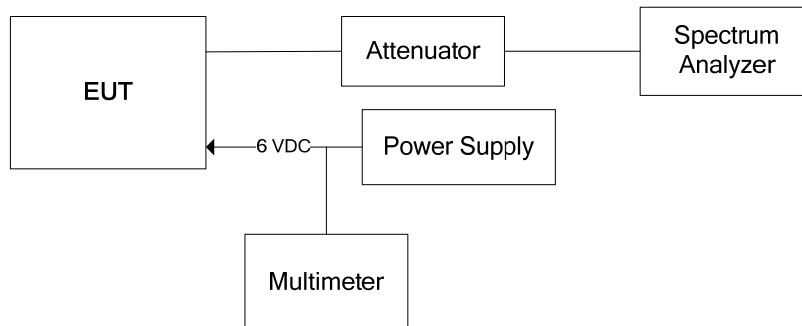 EUT
Attenuator
Spectrum
Analyzer
6 VDC
Power Supply
Multimeter